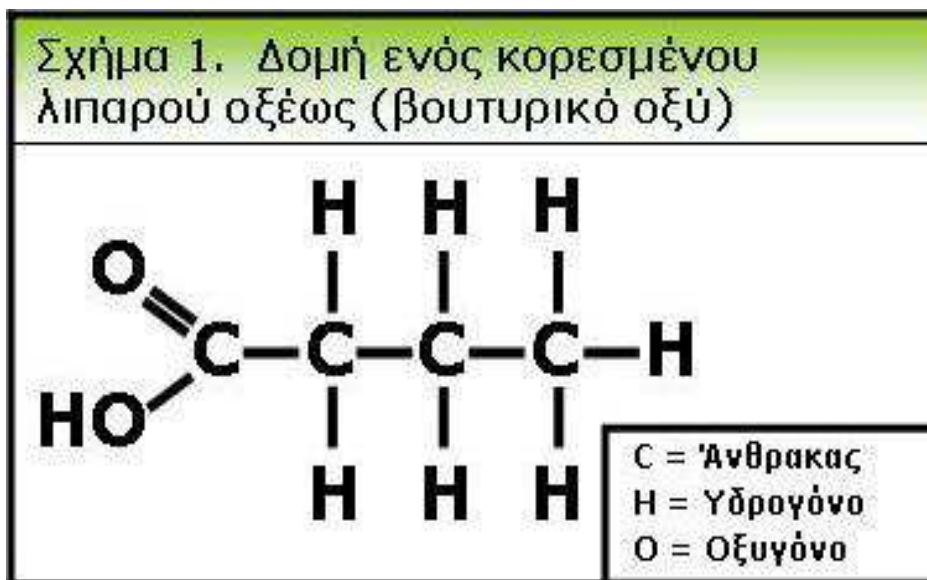 Σχήμα 1. Δομή ενός κορεσμένου
λιπαρού οξέως (βουτυρικό οξύ)
H H H
O
C C C C H
HO
H H H
C = Άνθρακας
H = Υδρογόνο
O = Οξυγόνο